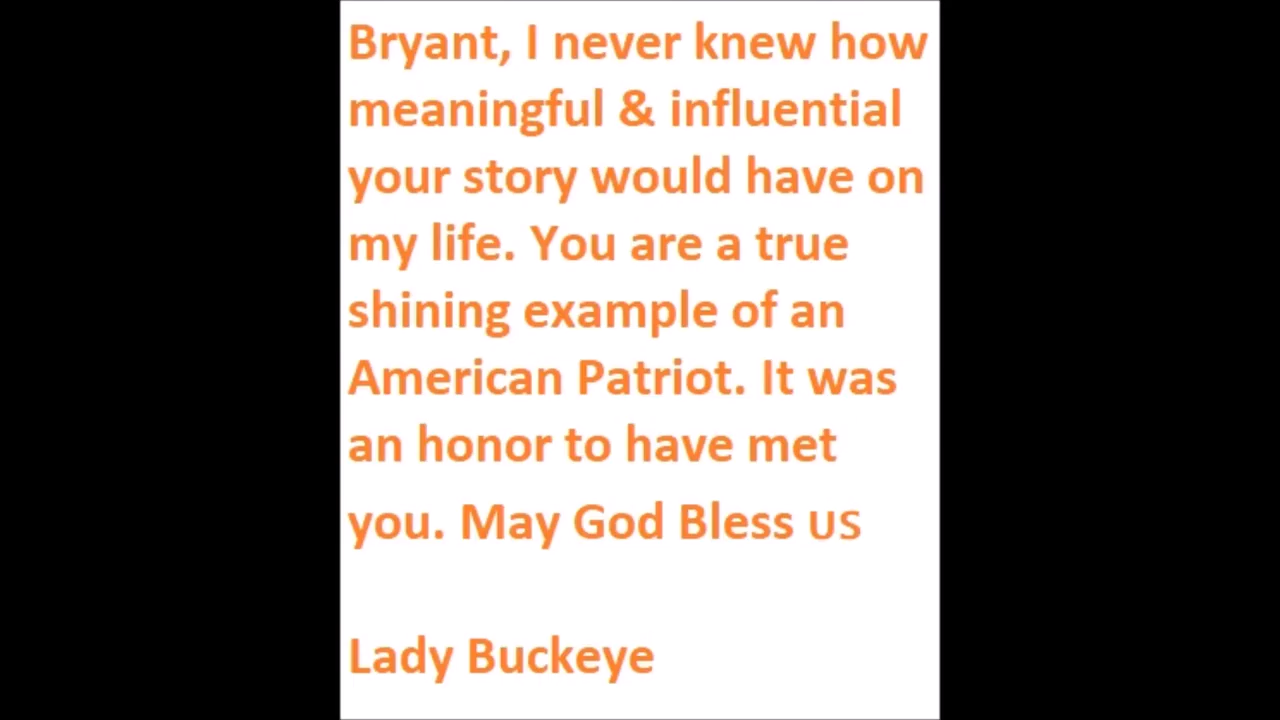 Bryant, I never knew how
meaningful & influential
your story would have on
my life. You are a true
shining example of an
American Patriot. It was
an honor to have met
you. May God Bless US
Lady Buckeye